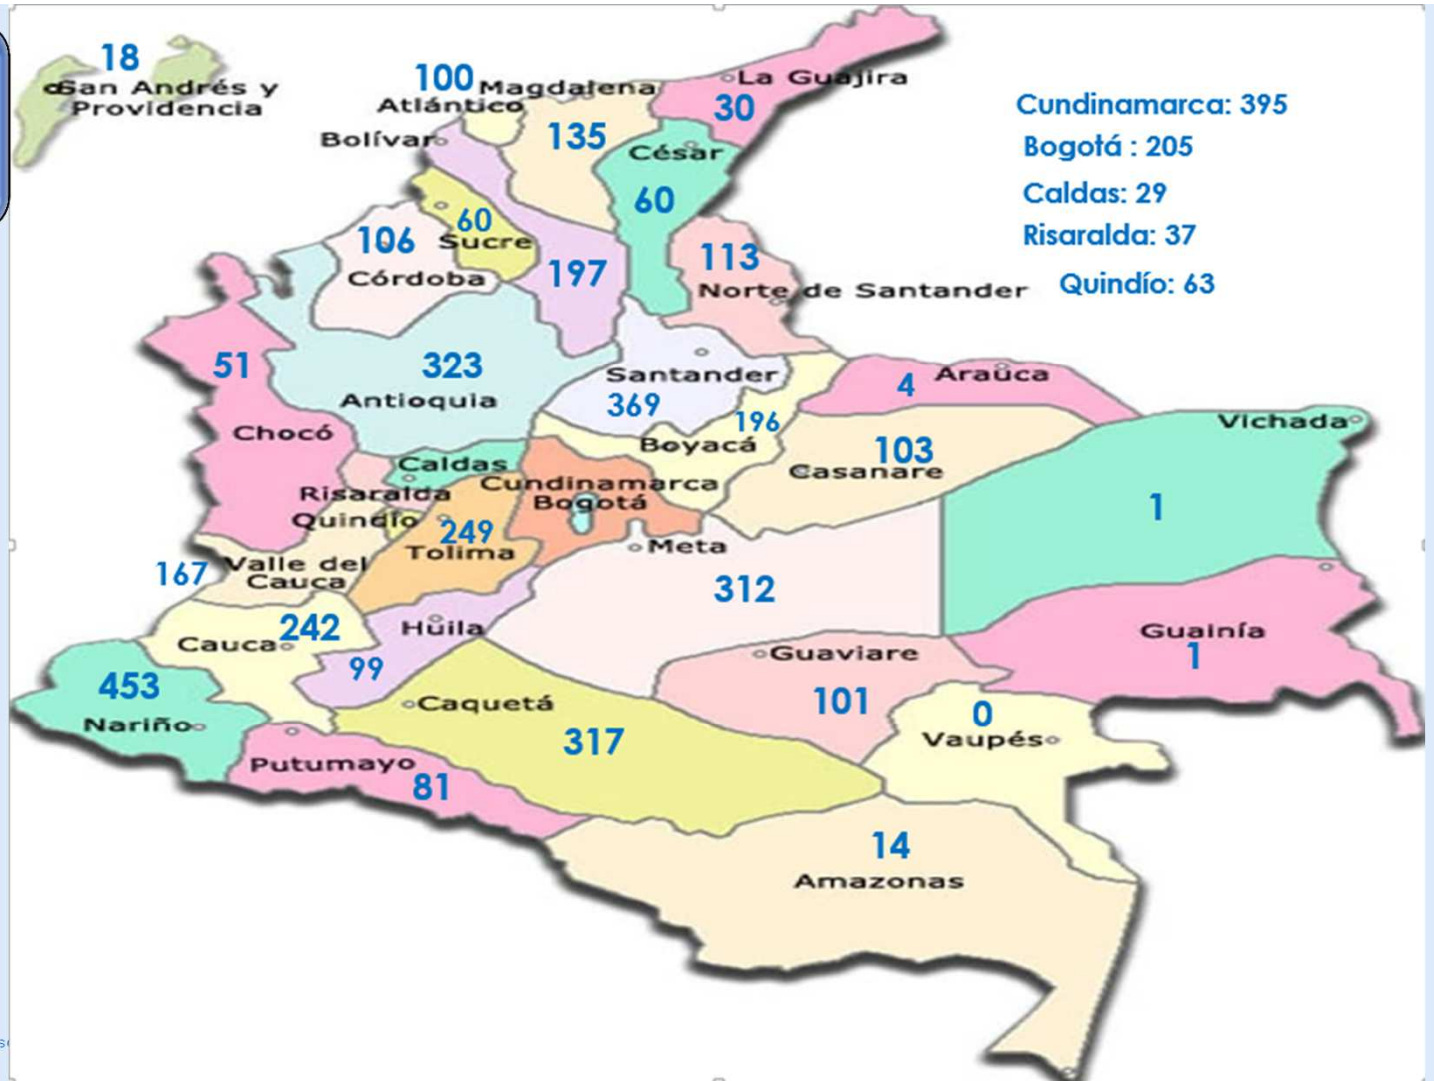 18
San Andrés y
Providencia
100
Atlántico
Magdalena
135
La Guajira
30
Bolívar
César
60
Cundinamarca: 395
Bogotá : 205
Caldas: 29
Risaralda: 37
Quindío: 63
60
Sucre
106
Córdoba
197
113
Norte de Santander
51
Chocó
323
Antioquia
Santander
369
196
Boyacá
4
Araúca
103
Casanare
Vichada
1
Caldas
Risaralda
Quindío
Cundinamarca
Bogotá
249
Tolima
Meta
312
167
Valle del
Cauca
242
Cauca
Huila
99
Guaviare
101
Guainía
1
453
Nariño
Caquetá
317
0
Vaupés
Putumayo
81
14
Amazonas